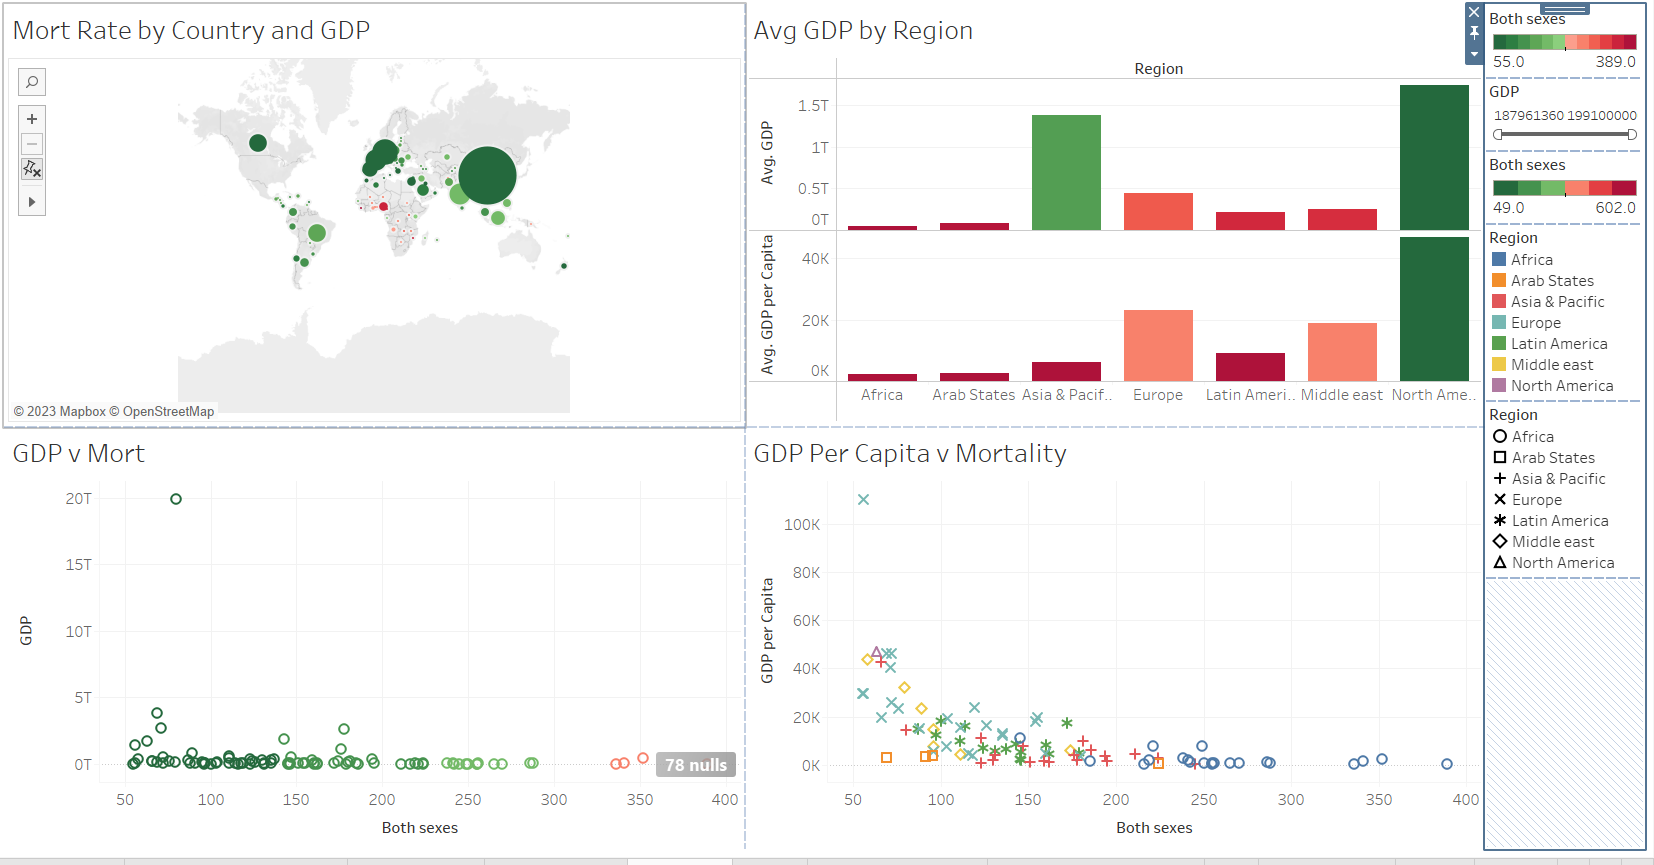 Mort Rate by Country and GDP
© 2023 Mapbox © OpenStreetMap
Avg GDP by Region
Region
Avg. GDP
1.5T
1T
0.5T
0T
Avg. GDP per Capita
40K
20K
0K
Africa
Arab States
Asia & Pacif..
Europe
Latin Ameri..
Middle east
North Ame..
GDP v Mort
GDP
20T
15T
10T
5T
0T
78 nulls
50
100
150
200
250
300
350
400
Both sexes
GDP Per Capita v Mortality
GDP per Capita
100K
80K
60K
40K
20K
0K
50
100
150
200
250
300
350
400
Both sexes
Both sexes
55.0 389.0
GDP
187961360 199100000
Both sexes
49.0 602.0
Region
Africa
Arab States
Asia & Pacific
Europe
Latin America
Middle east
North America
Region
Africa
Arab States
Asia & Pacific
Europe
Latin America
Middle east
North America